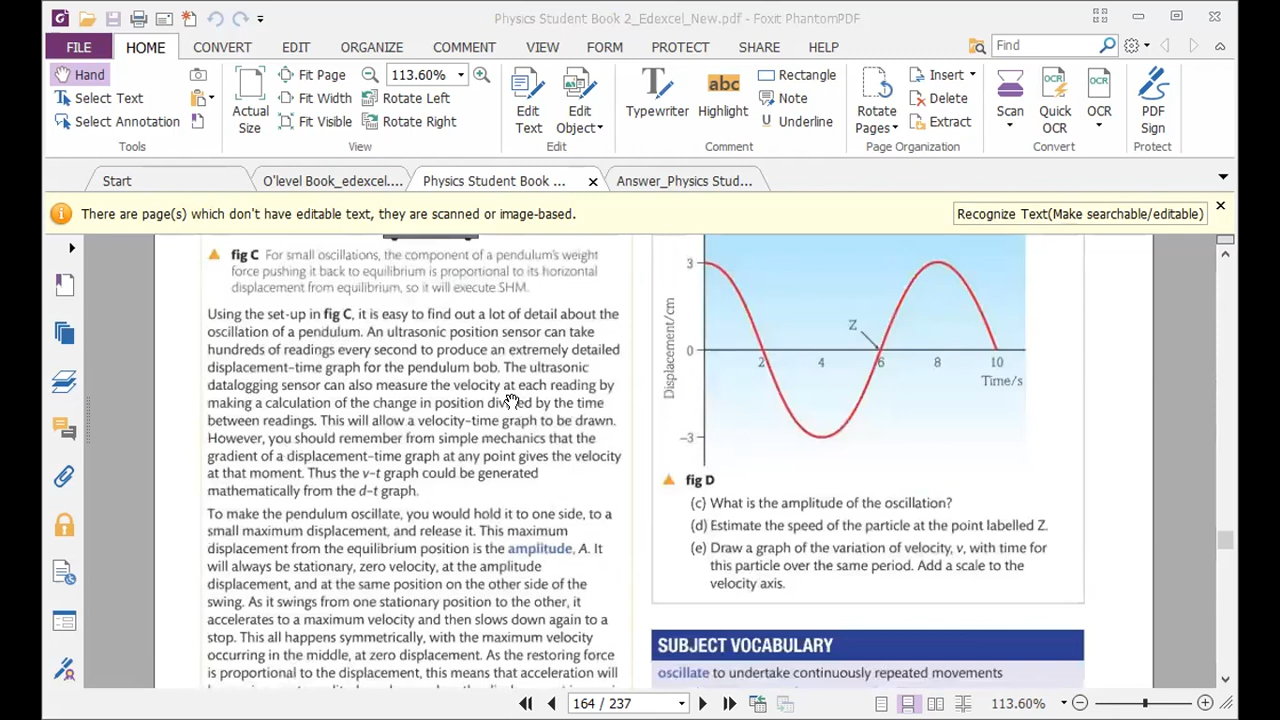 Physics Student Book 2_Edexcel_New.pdf - Foxit PhantomPDF
FILE HOME CONVERT EDIT ORGANIZE COMMENT VIEW FORM PROTECT SHARE HELP Find
Hand Fit Page 113.60% Insert
Select Text Fit Width Rotate Left Delete
Select Annotation Fit Visible Rotate Right Extract
Actual Size
Edit Text
Edit Object
Typewriter
abc
Highlight
Rectangle
Note
Underline
Rotate Pages
Scan
OCR
Quick OCR
OCR
OCR
PDF Sign
Tools View Edit Comment Page Organization Convert Protect
Start O'level Book_edexcel.... Physics Student Book ... Answer_Physics Stud...
There are page(s) which don't have editable text, they are scanned or image-based. Recognize Text(Make searchable/editable)
fig C For small oscillations, the component of a pendulum's weight
force pushing it back to equilibrium is proportional to its horizontal
displacement from equilibrium, so it will execute SHM.
Using the set-up in fig C, it is easy to find out a lot of detail about the
oscillation of a pendulum. An ultrasonic position sensor can take
hundreds of readings every second to produce an extremely detailed
displacement–time graph for the pendulum bob. The ultrasonic
datalogging sensor can also measure the velocity at each reading by
making a calculation of the change in position divided by the time
between readings. This will allow a velocity–time graph to be drawn.
However, you should remember from simple mechanics that the
gradient of a displacement–time graph at any point gives the velocity
at that moment. Thus the v–t graph could be generated
mathematically from the d–t graph.
To make the pendulum oscillate, you would hold it to one side, to a
small maximum displacement, and release it. This maximum
displacement from the equilibrium position is the amplitude, A. It
will always be stationary, zero velocity, at the amplitude
displacement, and at the same position on the other side of the
swing. As it swings from one stationary position to the other, it
accelerates to a maximum velocity and then slows down again to a
stop. This all happens symmetrically, with the maximum velocity
occurring in the middle, at zero displacement. As the restoring force
is proportional to the displacement, this means that acceleration will
Displacement/cm
3
0
–3
Z
2 4 6 8 10
Time/s
fig D
(c) What is the amplitude of the oscillation?
(d) Estimate the speed of the particle at the point labelled Z.
(e) Draw a graph of the variation of velocity, v, with time for
this particle over the same period. Add a scale to the
velocity axis.
SUBJECT VOCABULARY
oscillate to undertake continuously repeated movements
164 / 237 113.60%